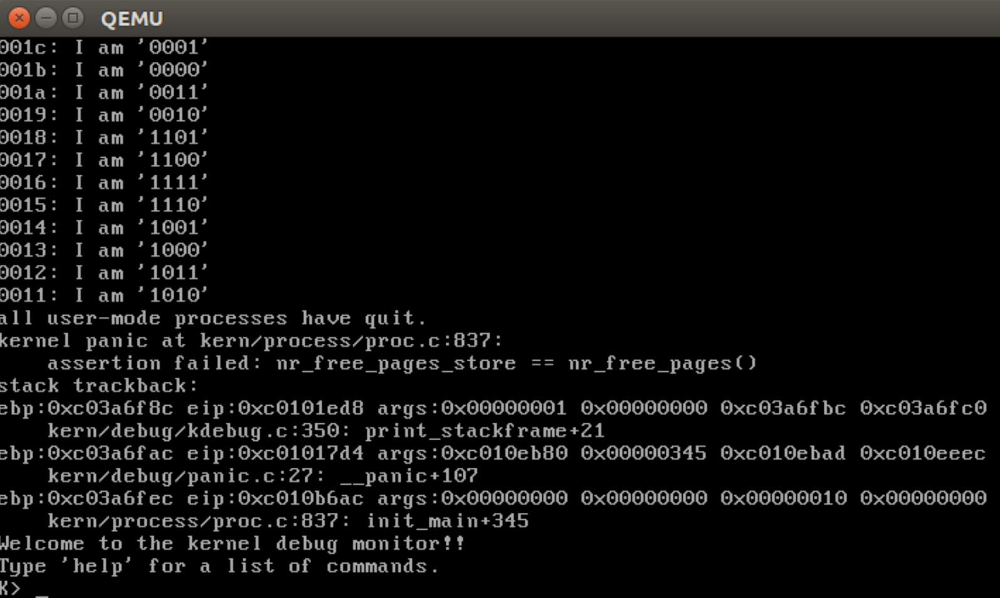 QEMU
001c: I am '0001'
001b: I am '0000'
001a: I am '0011'
0019: I am '0010'
0018: I am '1101'
0017: I am '1100'
0016: I am '1111'
0015: I am '1110'
0014: I am '1001'
0013: I am '1000'
0012: I am '1011'
0011: I am '1010'
all user-mode processes have quit.
kernel panic at kern/process/proc.c:837:
assertion failed: nr_free_pages_store == nr_free_pages()
stack trackback:
ebp:0xc03a6f8c eip:0xc0101ed8 args:0x00000001 0x00000000 0xc03a6fbc 0xc03a6fc0
kern/debug/kdebug.c:350: print_stackframe+21
ebp:0xc03a6fac eip:0xc01017d4 args:0xc010eb80 0x00000345 0xc010ebad 0xc010eeec
kern/debug/panic.c:27: __panic+107
ebp:0xc03a6fec eip:0xc010b6ac args:0x00000000 0x00000000 0x00000010 0x00000000
kern/process/proc.c:837: init_main+345
Welcome to the kernel debug monitor!!
Type 'help' for a list of commands.
K> _